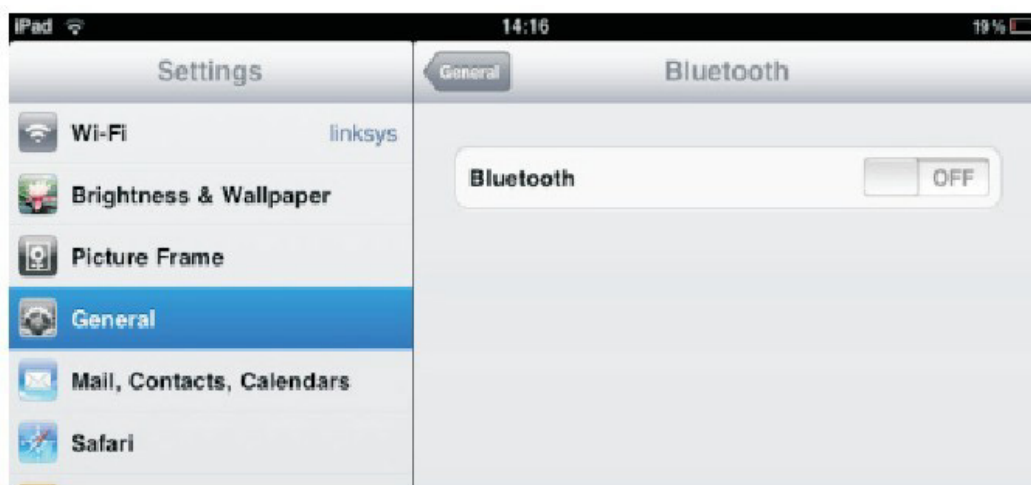 iPad 14:16 19%
Settings
General Bluetooth
Wi-Fi linksys
Bluetooth OFF
Brightness & Wallpaper
Picture Frame
General
Mail, Contacts, Calendars
Safari